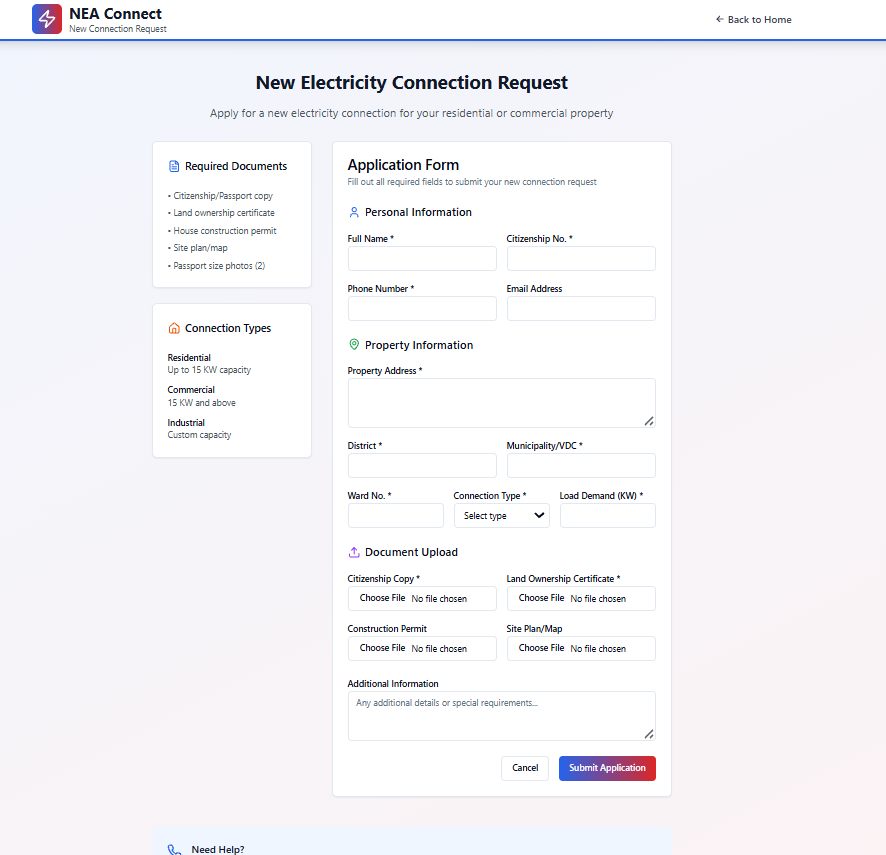 NEA Connect
New Connection Request
← Back to Home
New Electricity Connection Request
Apply for a new electricity connection for your residential or commercial property
Required Documents
• Citizenship/Passport copy
• Land ownership certificate
• House construction permit
• Site plan/map
• Passport size photos (2)
Connection Types
Residential
Up to 15 KW capacity
Commercial
15 KW and above
Industrial
Custom capacity
Application Form
Fill out all required fields to submit your new connection request
Personal Information
Full Name * Citizenship No. *
Phone Number * Email Address
Property Information
Property Address *
District * Municipality/VDC *
Ward No. * Connection Type * Load Demand (KW) *
Select type
Document Upload
Citizenship Copy * Land Ownership Certificate *
Choose File No file chosen Choose File No file chosen
Construction Permit Site Plan/Map
Choose File No file chosen Choose File No file chosen
Additional Information
Any additional details or special requirements...
Cancel Submit Application
Need Help?